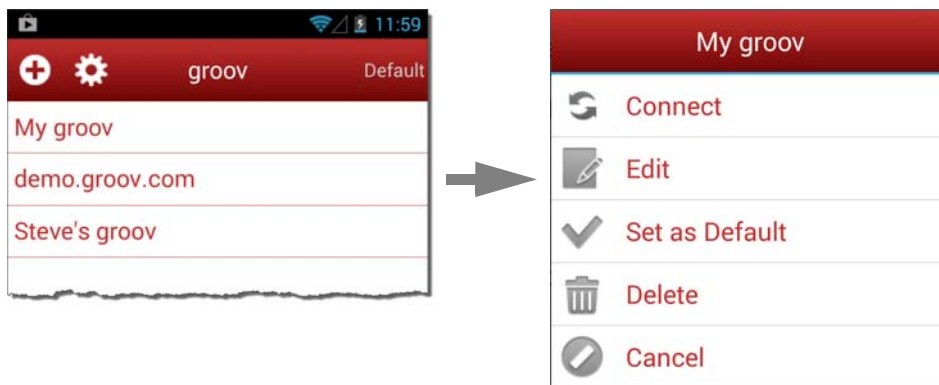 11:59
groov
Default
My groov
demo.groov.com
Steve's groov
My groov
Connect
Edit
Set as Default
Delete
Cancel